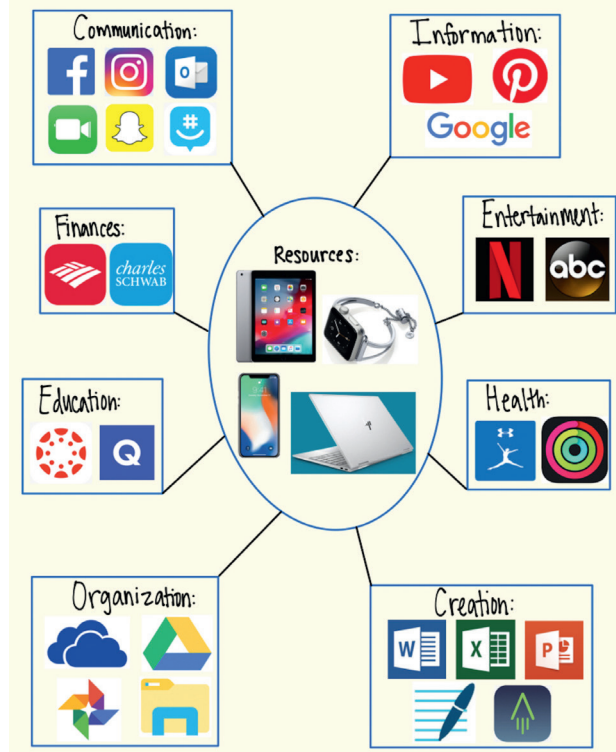 Communication:
Information:
f
O
#
Google
Finances:
Resources:
Entertainment:
charles
SCHWAB
N
abc
Education:
Health:
Q
Organization:
Creation:
W
X
P